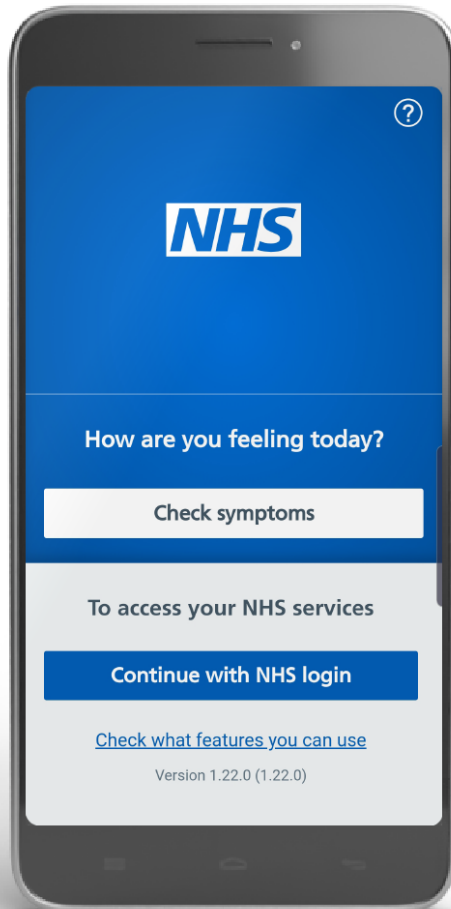 ?
NHS
How are you feeling today?
Check symptoms
To access your NHS services
Continue with NHS login
Check what features you can use
Version 1.22.0 (1.22.0)